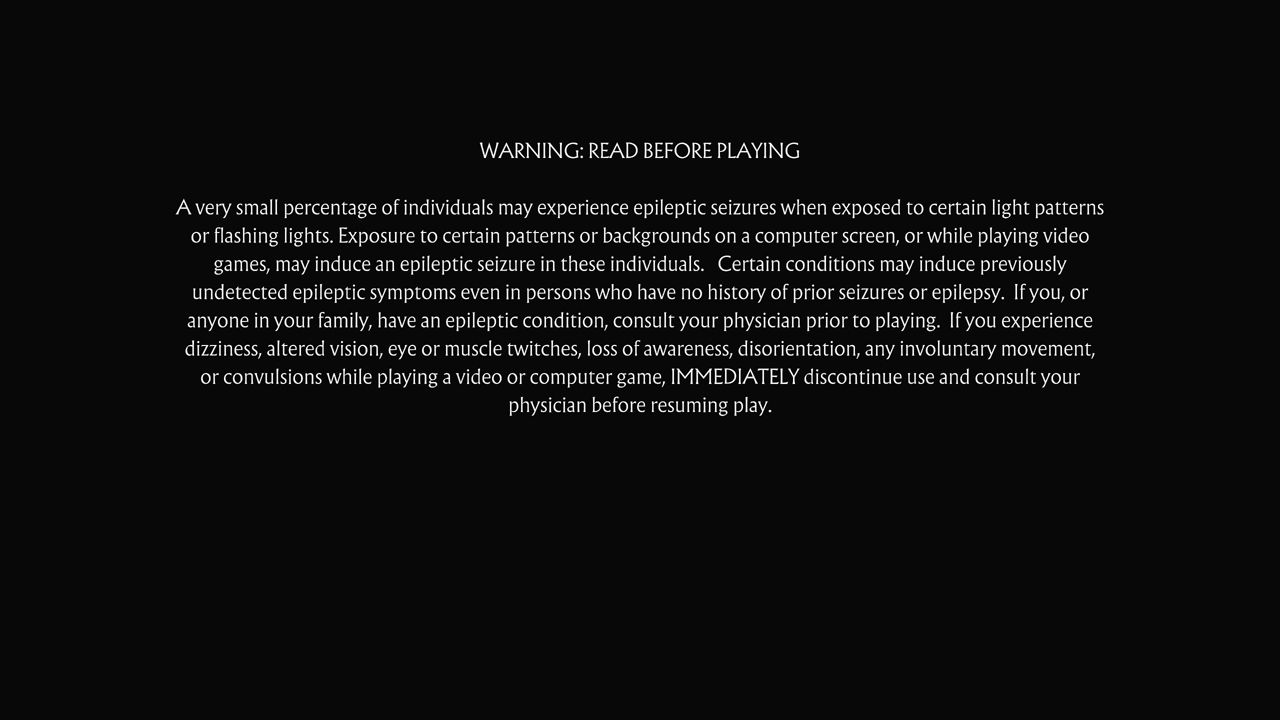 WARNING: READ BEFORE PLAYING
A very small percentage of individuals may experience epileptic seizures when exposed to certain light patterns
or flashing lights. Exposure to certain patterns or backgrounds on a computer screen, or while playing video
games, may induce an epileptic seizure in these individuals.   Certain conditions may induce previously
undetected epileptic symptoms even in persons who have no history of prior seizures or epilepsy.  If you, or
anyone in your family, have an epileptic condition, consult your physician prior to playing.  If you experience
dizziness, altered vision, eye or muscle twitches, loss of awareness, disorientation, any involuntary movement,
or convulsions while playing a video or computer game, IMMEDIATELY discontinue use and consult your
physician before resuming play.